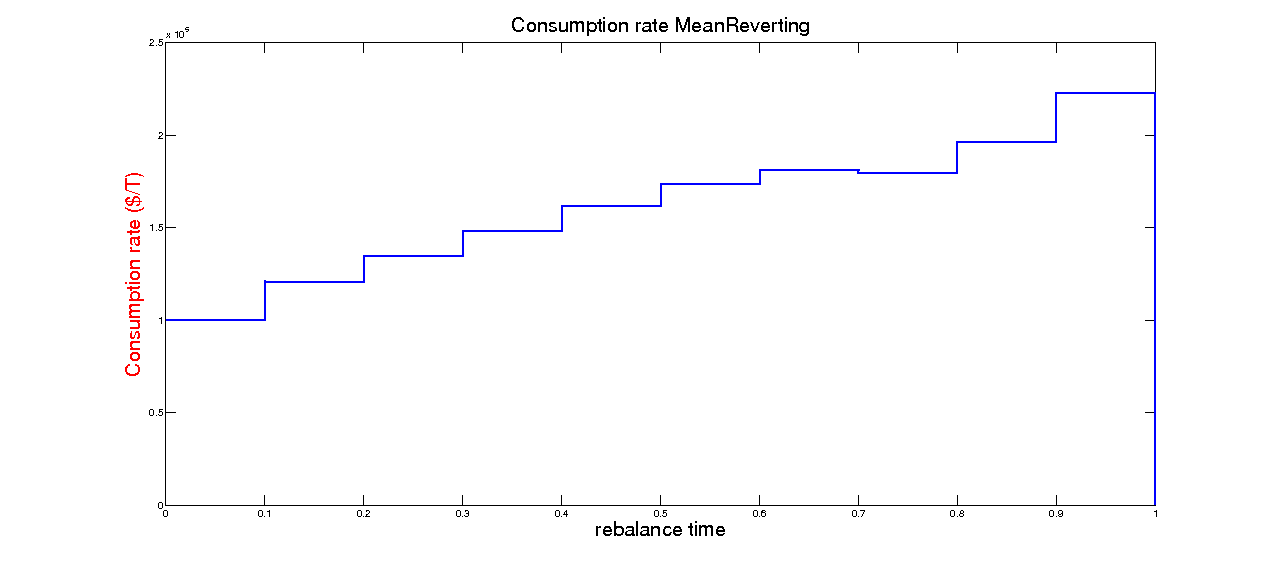 Consumption rate MeanReverting
x 10
2.5
2
1.5
1
0.5
0
Consumption rate ($/T)
0 0.1 0.2 0.3 0.4 0.5 0.6 0.7 0.8 0.9 1
rebalance time